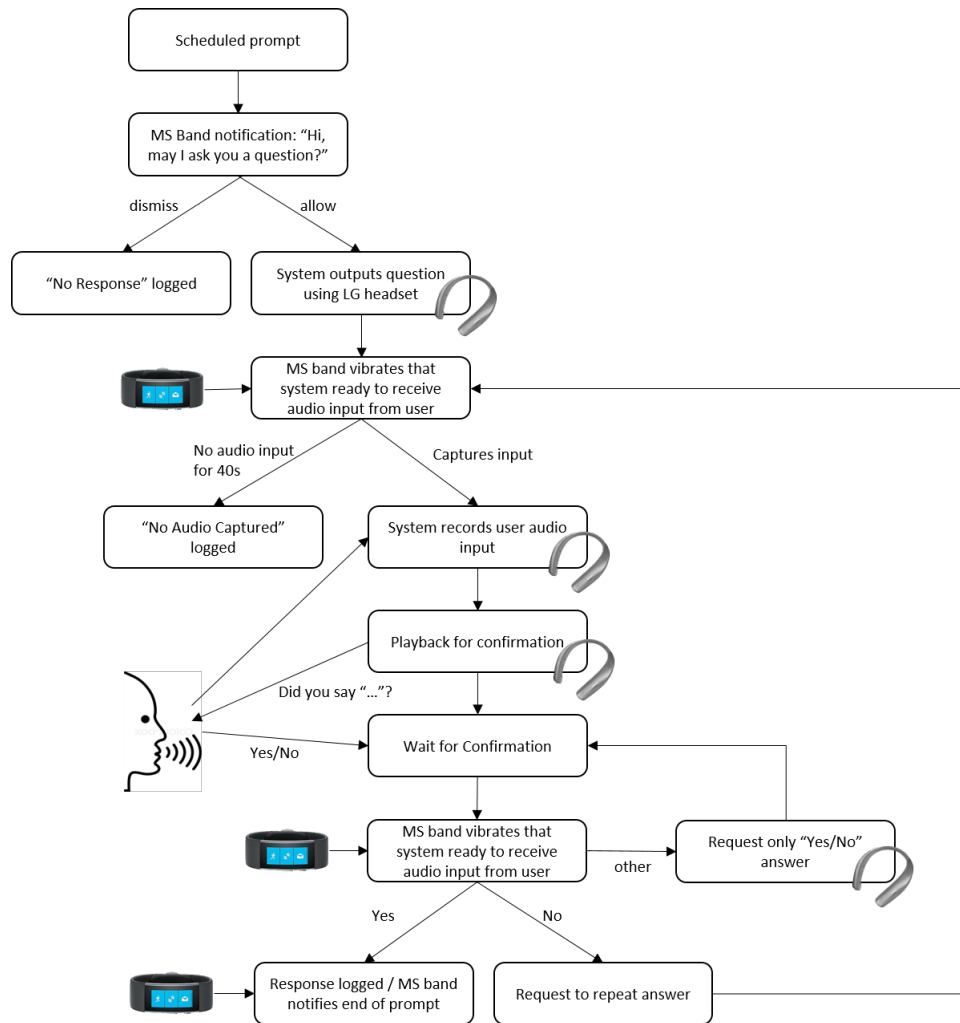 Scheduled prompt
MS Band notification: “Hi,
may I ask you a question?”
dismiss
allow
“No Response” logged
System outputs question
using LG headset
MS band vibrates that
system ready to receive
audio input from user
No audio input
for 40s
Captures input
“No Audio Captured”
logged
System records user audio
input
Playback for confirmation
Did you say “…”?
Yes/No
Wait for Confirmation
MS band vibrates that
system ready to receive
audio input from user
other
Request only “Yes/No”
answer
Yes
No
Response logged / MS band
notifies end of prompt
Request to repeat answer